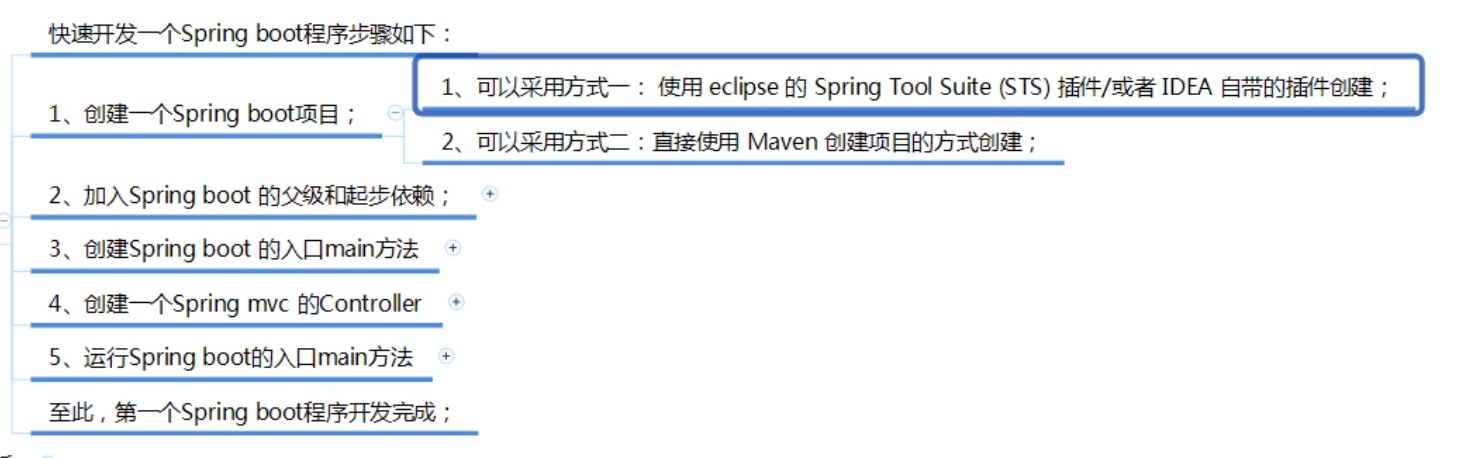 快速开发一个Spring boot程序步骤如下：
1、创建一个Spring boot项目；
1、可以采用方式一： 使用 eclipse 的 Spring Tool Suite (STS) 插件/或者 IDEA 自带的插件创建；
2、可以采用方式二：直接使用 Maven 创建项目的方式创建；
2、加入Spring boot 的父级和起步依赖；
3、创建Spring boot 的入口main方法
4、创建一个Spring mvc 的Controller
5、运行Spring boot的入口main方法
至此，第一个Spring boot程序开发完成；